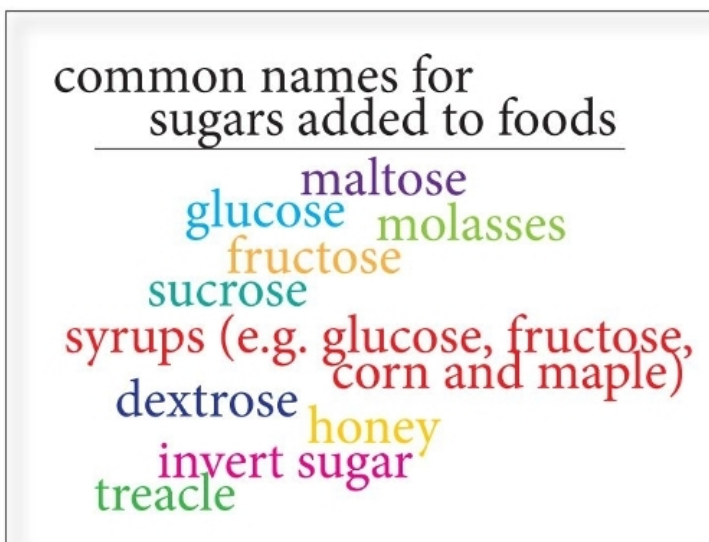 common names for
sugars added to foods
maltose
glucose
molasses
fructose
sucrose
syrups (e.g. glucose, fructose,
corn and maple)
dextrose
honey
invert sugar
treacle